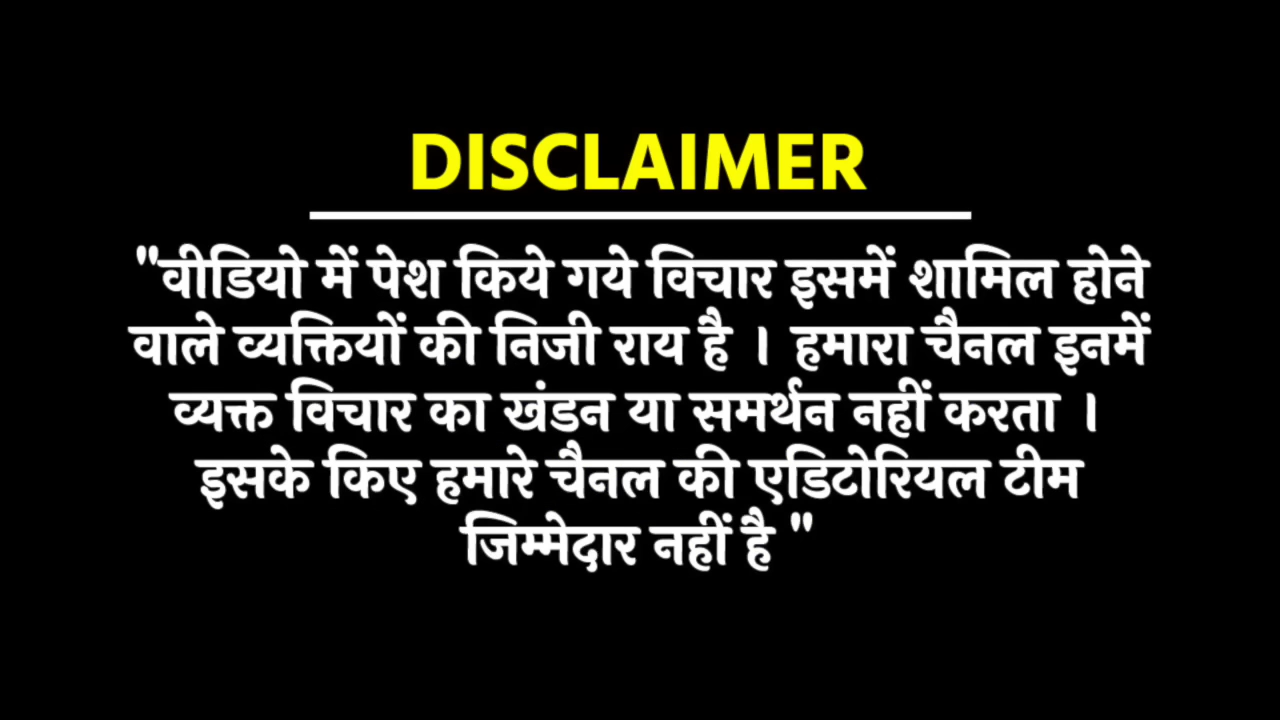 DISCLAIMER
"वीडियो में पेश किये गये विचार इसमें शामिल होने
वाले व्यक्तियों की निजी राय है । हमारा चैनल इनमें
व्यक्त विचार का खंडन या समर्थन नहीं करता ।
इसके किए हमारे चैनल की एडिटोरियल टीम
जिम्मेदार नहीं है "